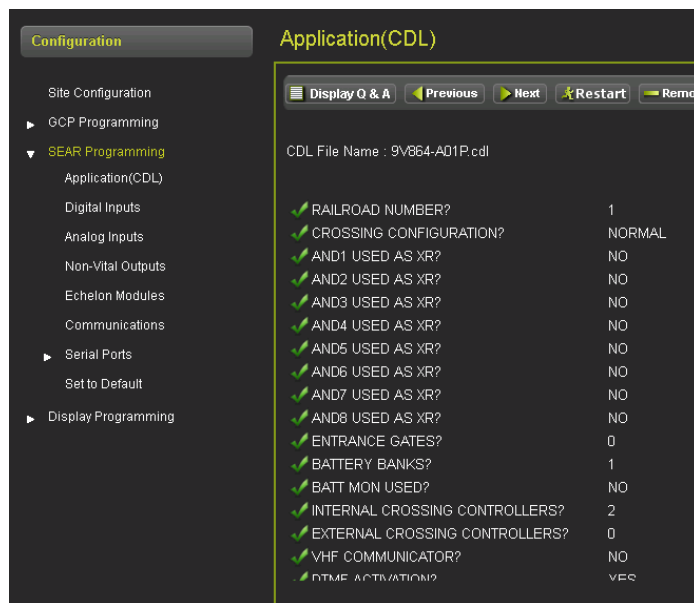 Configuration
Site Configuration
GCP Programming
SEAR Programming
Application(CDL)
Digital Inputs
Analog Inputs
Non-Vital Outputs
Echelon Modules
Communications
Serial Ports
Set to Default
Display Programming
Application(CDL)
Display Q & A Previous Next Restart Remo
CDL File Name : 9V864-A01P.cdl
RAILROAD NUMBER? 1
CROSSING CONFIGURATION? NORMAL
AND1 USED AS XR? NO
AND2 USED AS XR? NO
AND3 USED AS XR? NO
AND4 USED AS XR? NO
AND5 USED AS XR? NO
AND6 USED AS XR? NO
AND7 USED AS XR? NO
AND8 USED AS XR? NO
ENTRANCE GATES? 0
BATTERY BANKS? 1
BATT MON USED? NO
INTERNAL CROSSING CONTROLLERS? 2
EXTERNAL CROSSING CONTROLLERS? 0
VHF COMMUNICATOR? NO
DTMF ACTIVATION? YES